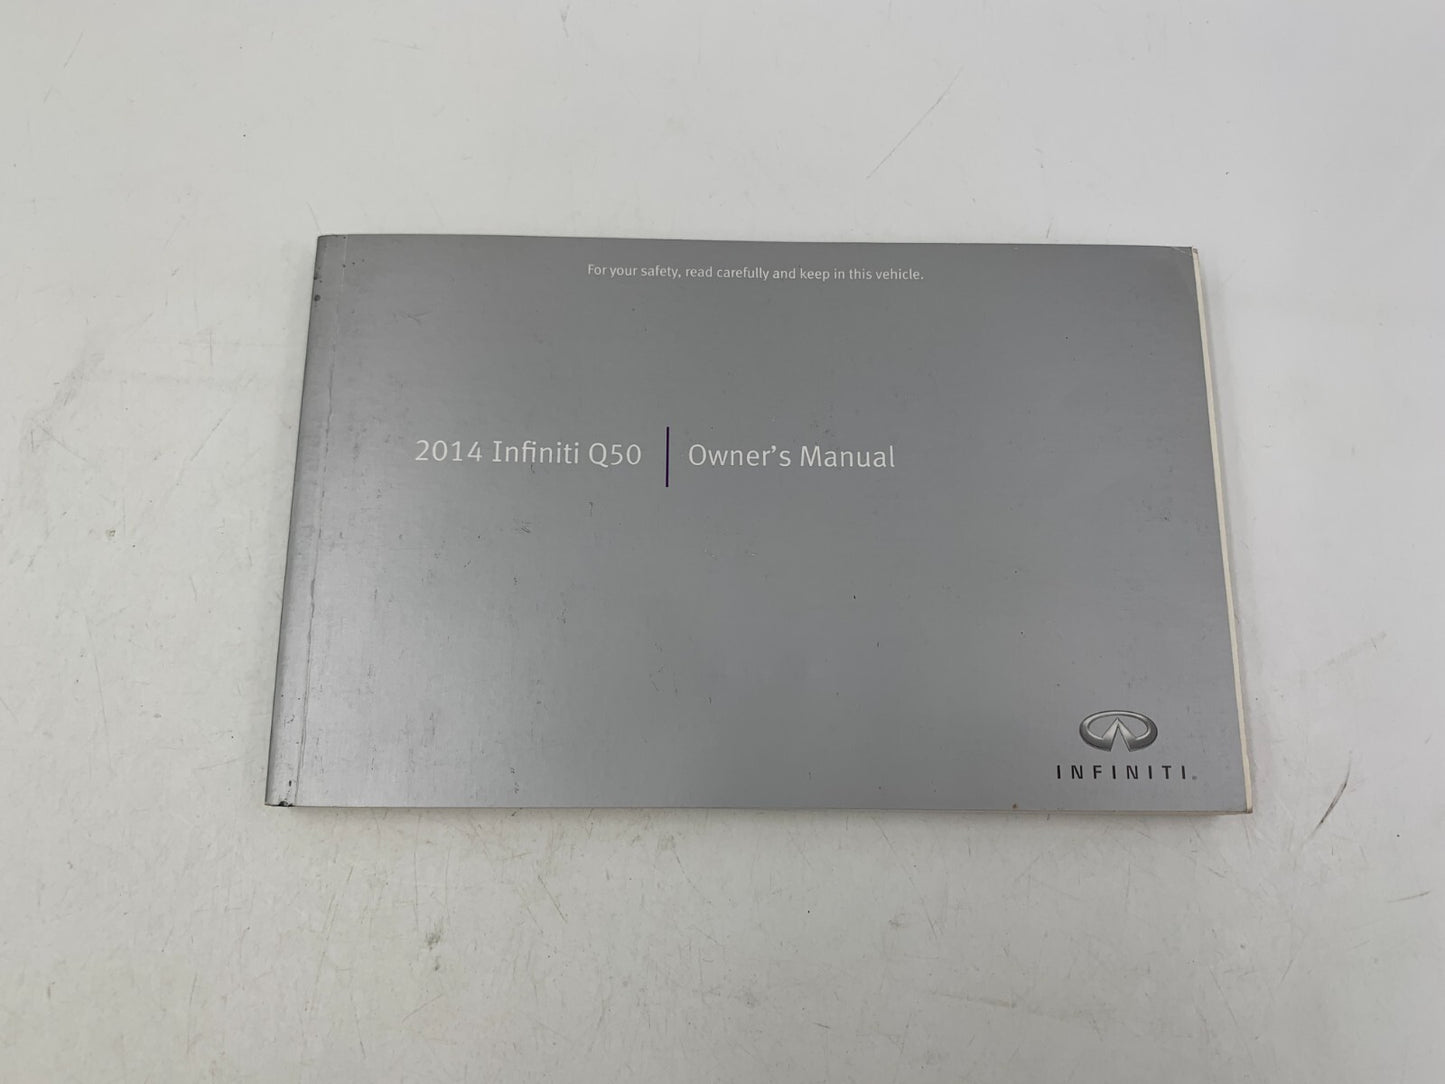 For your safety, read carefully and keep in this vehicle.
2014 Infiniti Q50 | Owner's Manual
INFINITI®